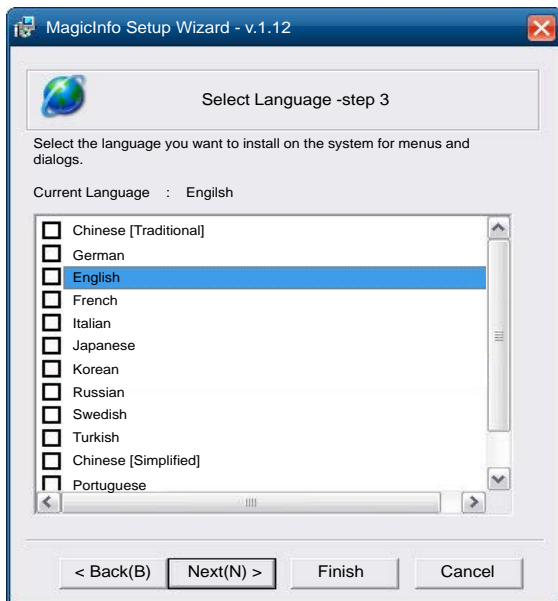 MagicInfo Setup Wizard - v.1.12
Select Language -step 3
Select the language you want to install on the system for menus and
dialogs.
Current Language : Engilsh
Chinese [Traditional]
German
English
French
Italian
Japanese
Korean
Russian
Swedish
Turkish
Chinese [Simplified]
Portuguese
< Back(B) Next(N) > Finish Cancel